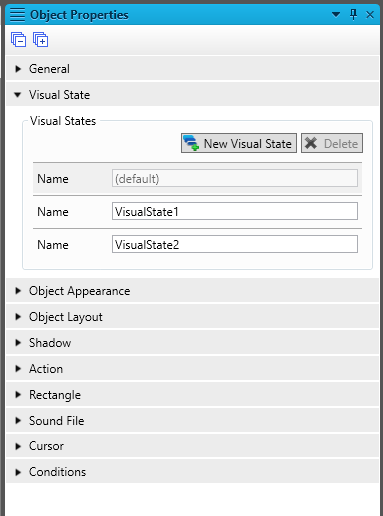 Object Properties
General
Visual State
Visual States
New Visual State
Delete
Name (default)
Name VisualState1
Name VisualState2
Object Appearance
Object Layout
Shadow
Action
Rectangle
Sound File
Cursor
Conditions